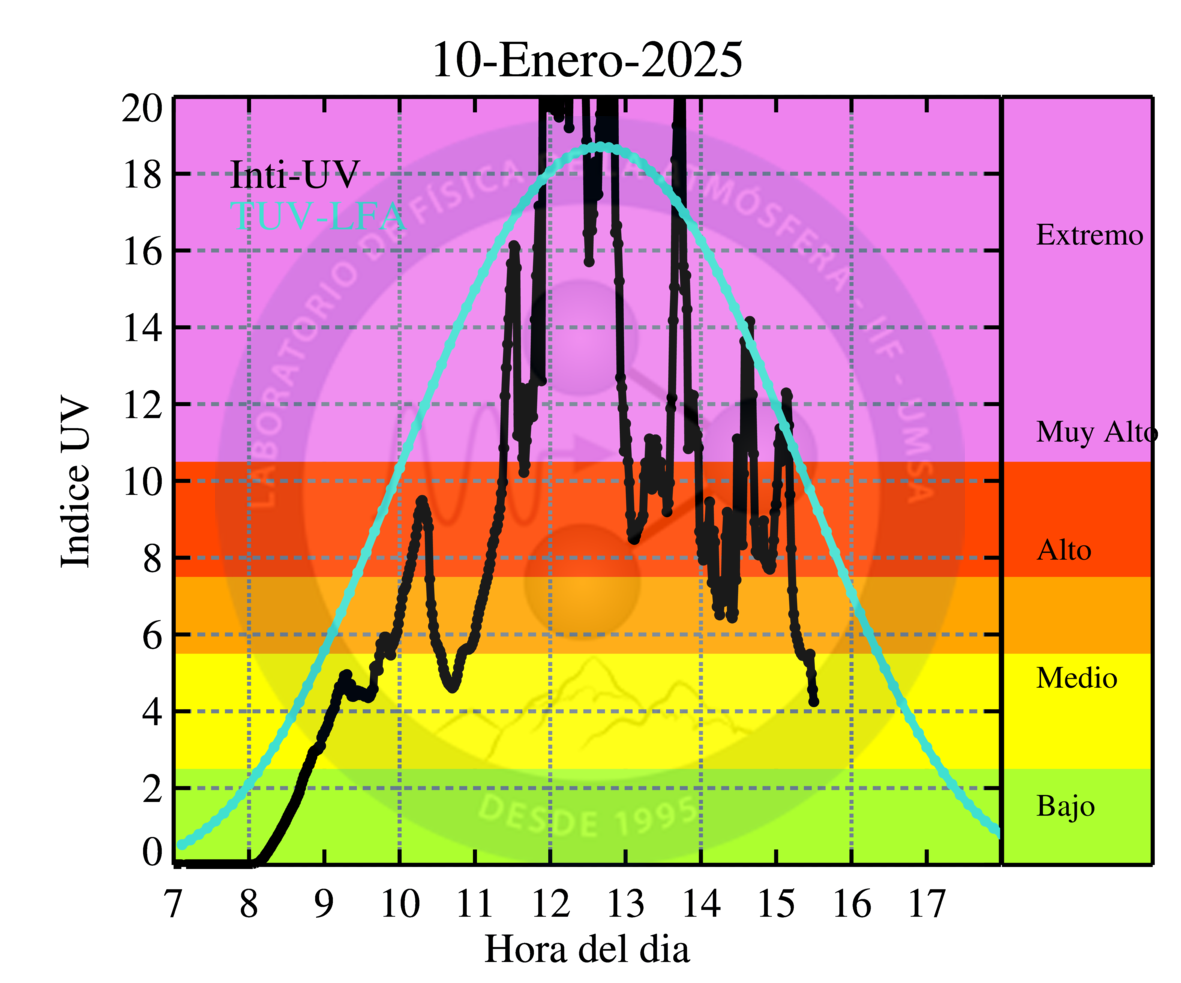 10-Enero-2025
Inti-UV
TUV-LFA
Indice UV
20
18
16
14
12
10
8
6
4
2
0
7 8 9 10 11 12 13 14 15 16 17
Hora del dia
Extremo
Muy Alto
Alto
Medio
Bajo
LABORATORIO DE FÍSICA DE LA ATMÓSFERA - IIF - UMSA
DESDE 1995